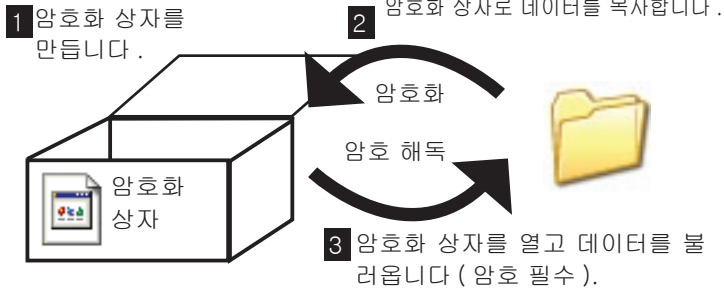 1 암호화 상자를
만듭니다 .
2 암호화 상자로 데이터를 복사합니다 .
암호화
암호 해독
암호화
상자
3 암호화 상자를 열고 데이터를 불
러옵니다 ( 암호 필수 ).